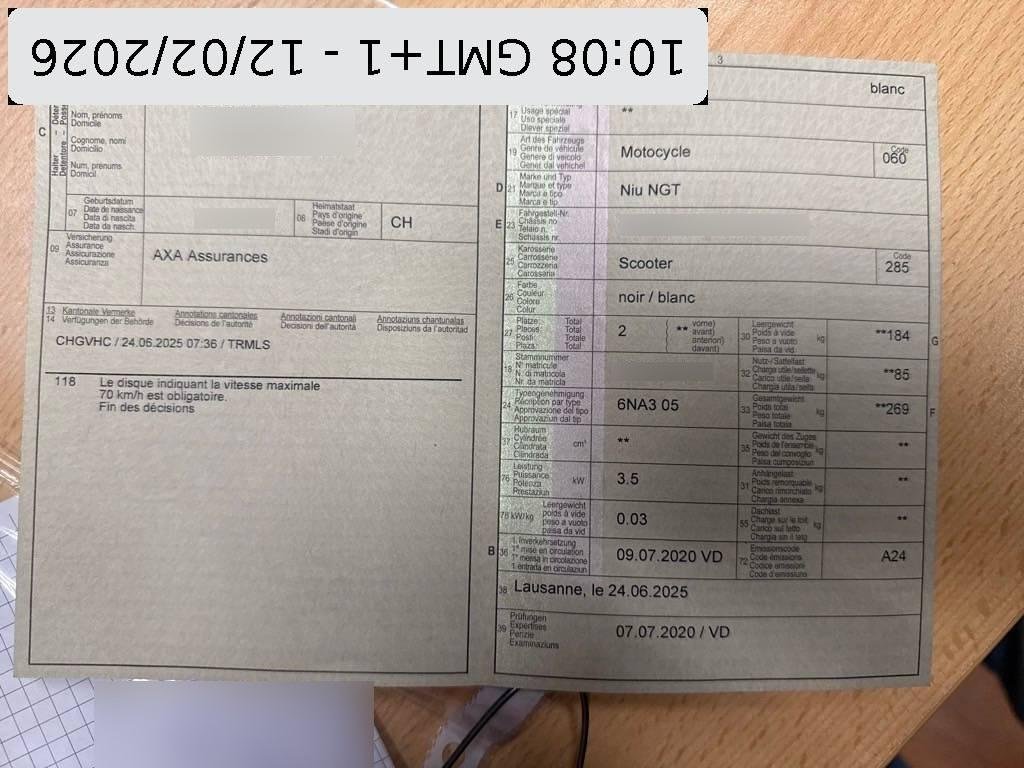 10:08 GMT+1 - 12/02/2026
3
blanc
C
Halter
Détenteur
Nom, prénoms
Domicile
Cognome, nomi
Domicilio
Num, prenums
Domicil
07
Geburtsdatum
Date de naissance
Data di nascita
Data da nasch.
08
Heimatstaat
Pays d'origine
Paese d'origine
Stadi d'origin
CH
09
Versicherung
Assurance
Assicurazione
Assicuranza
AXA Assurances
13
14
Kantonale Vermerke
Verfügungen der Behörde
Annotations cantonales
Décisions de l'autorité
Annotazioni cantonali
Decisioni dell'autorità
Annotaziuns chantunalas
Disposiziuns da l'autoritad
CHGVHC / 24.06.2025 07:36 / TRMLS
118 Le disque indiquant la vitesse maximale
70 km/h est obligatoire.
Fin des décisions
17
Usage spécial
Uso speciale
Diever spezial
**
19
Art des Fahrzeugs
Genre de véhicule
Genere di veicolo
Gener dal vehichel
Motocycle
Code
060
D 21
Marke und Typ
Marque et type
Marca e tipo
Marca e tip
Niu NGT
E 23
Fahrgestell-Nr.
Châssis no
Telaio n.
Schassis nr.
25
Karosserie
Carrosserie
Carrozzeria
Carossaria
Scooter
Code
285
26
Farbe
Couleur
Colore
Colur
noir / blanc
27
Plätze: Total
Places: Total
Posti: Totale
Plazs: Total
2
** vorne)
avant)
anteriori)
davant)
30
Leergewicht
Poids à vide
Peso a vuoto
Paisa da vid
kg
**184
G
18
Stammnummer
N° matricule
N. di matricola
Nr. da matricla
32
Nutz-/Sattellast
Charge utile/sellette
Carico utile/sella
Chargia utila/sella
kg
**85
24
Typengenehmigung
Réception par type
Approvazione del tipo
Approvaziun dal tip
6NA3 05
33
Gesamtgewicht
Poids total
Peso totale
Paisa totala
kg
**269
F
37
Hubraum
Cylindrée
Cilindrata
Cilindrada
cm³
**
35
Gewicht des Zuges
Poids de l'ensemble
Peso del convoglio
Paisa cumposiziun
kg
**
76
Leistung
Puissance
Potenza
Prestaziun
kW
3.5
31
Anhängelast
Poids remorquable
Carico rimorchiato
Chargia annexa
kg
**
78 kW/kg
Leergewicht
poids à vide
peso a vuoto
paisa da vid
0.03
55
Dachlast
Charge sur le toit
Carico sul tetto
Chargia sin il tetg
kg
**
B 36
1. Inverkehrsetzung
1re mise en circulation
1a messa in circolazione
1. entrada en circulaziun
09.07.2020 VD
72
Emissionscode
Code émissions
Codice emissioni
Code d'emissiuns
A24
38
Lausanne, le 24.06.2025
39
Prüfungen
Expertises
Perizie
Examinaziuns
07.07.2020 / VD